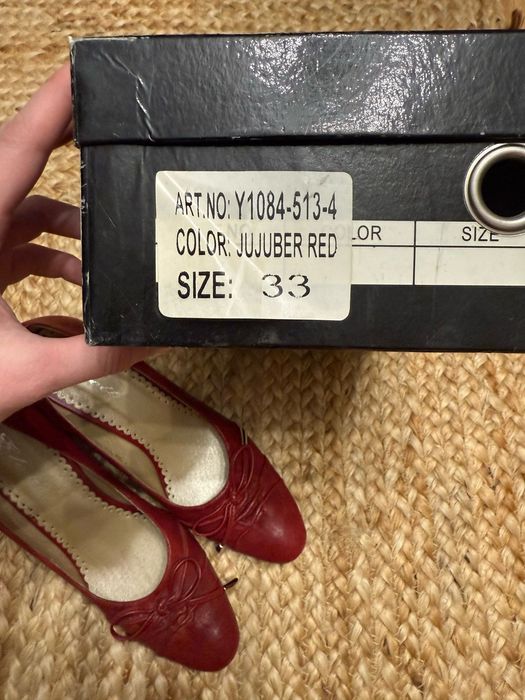 ART.NO: Y1084-513-4
COLOR: JUJUBER RED
SIZE: 33
LOR SIZE